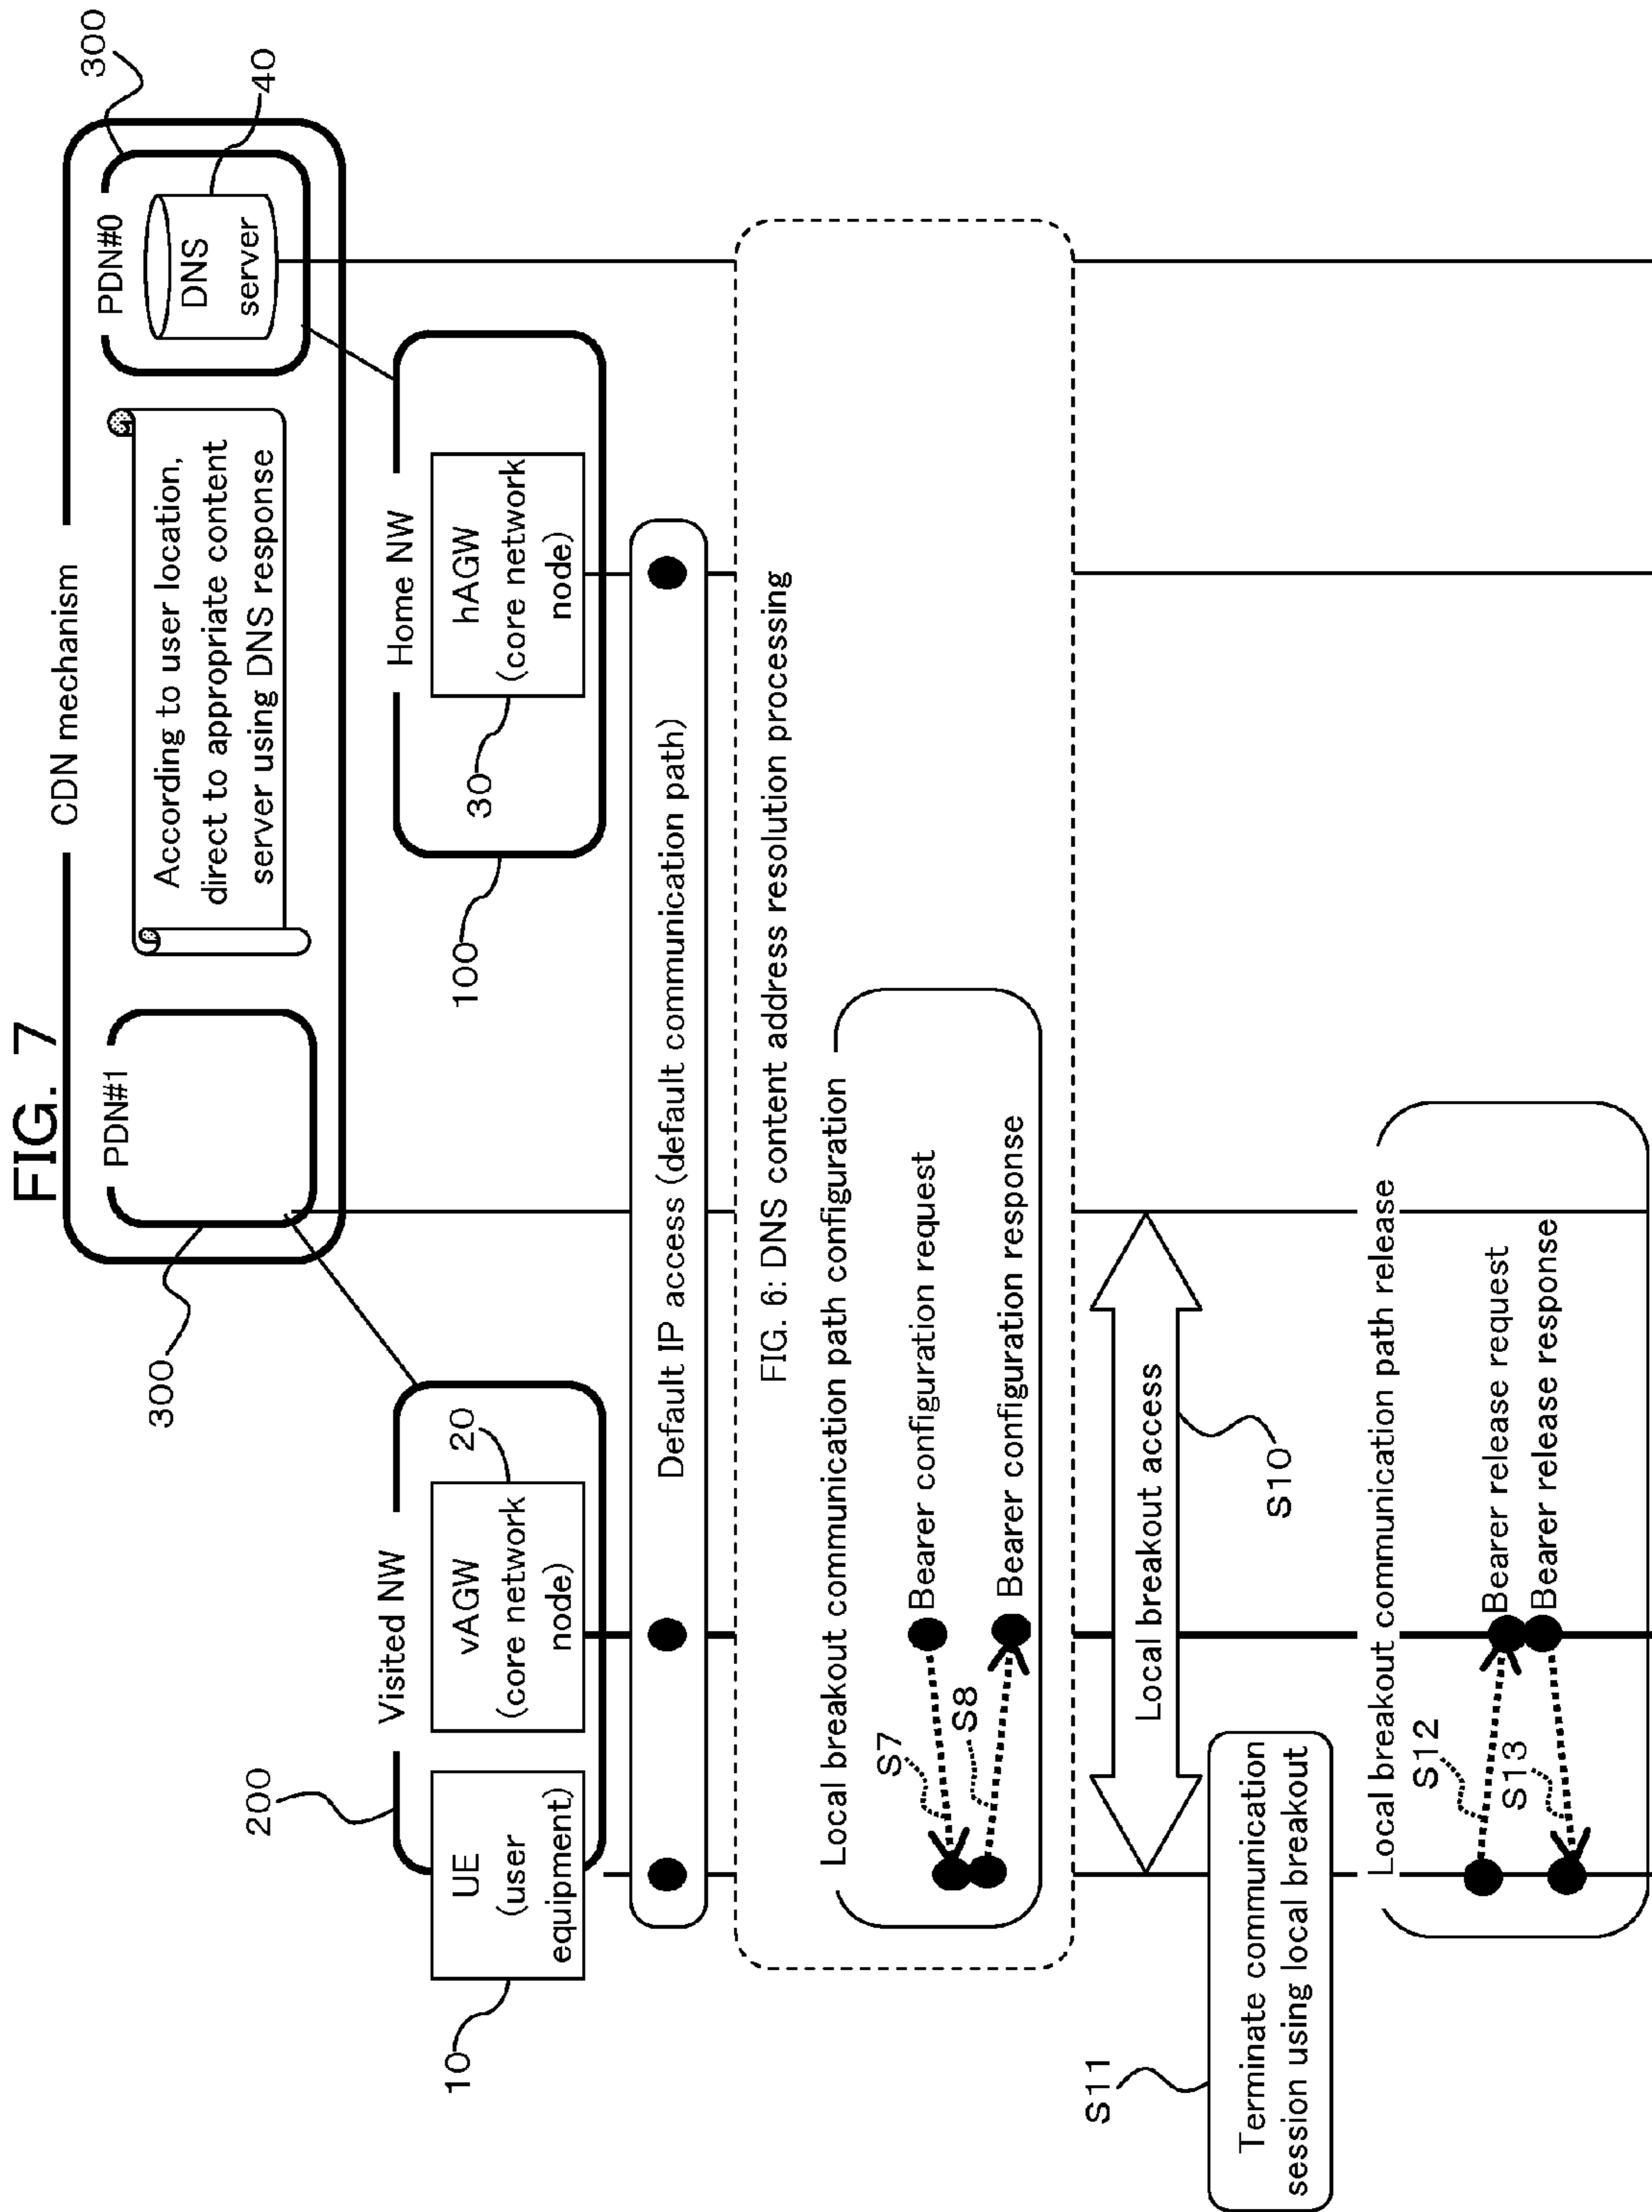 FIG. 7
CDN mechanism
PDN#1
300
According to user location,
direct to appropriate content
server using DNS response
PDN#0
DNS
server
300
40
Visited NW
200
UE
(user
equipment)
10
vAGW
(core network
node)
20
Home NW
hAGW
(core network
node)
30
100
Default IP access (default communication path)
FIG. 6: DNS content address resolution processing
Local breakout communication path configuration
S7
Bearer configuration request
S8
Bearer configuration response
Local breakout access
S10
S11
Terminate communication
session using local breakout
Local breakout communication path release
S12
Bearer release request
S13
Bearer release response